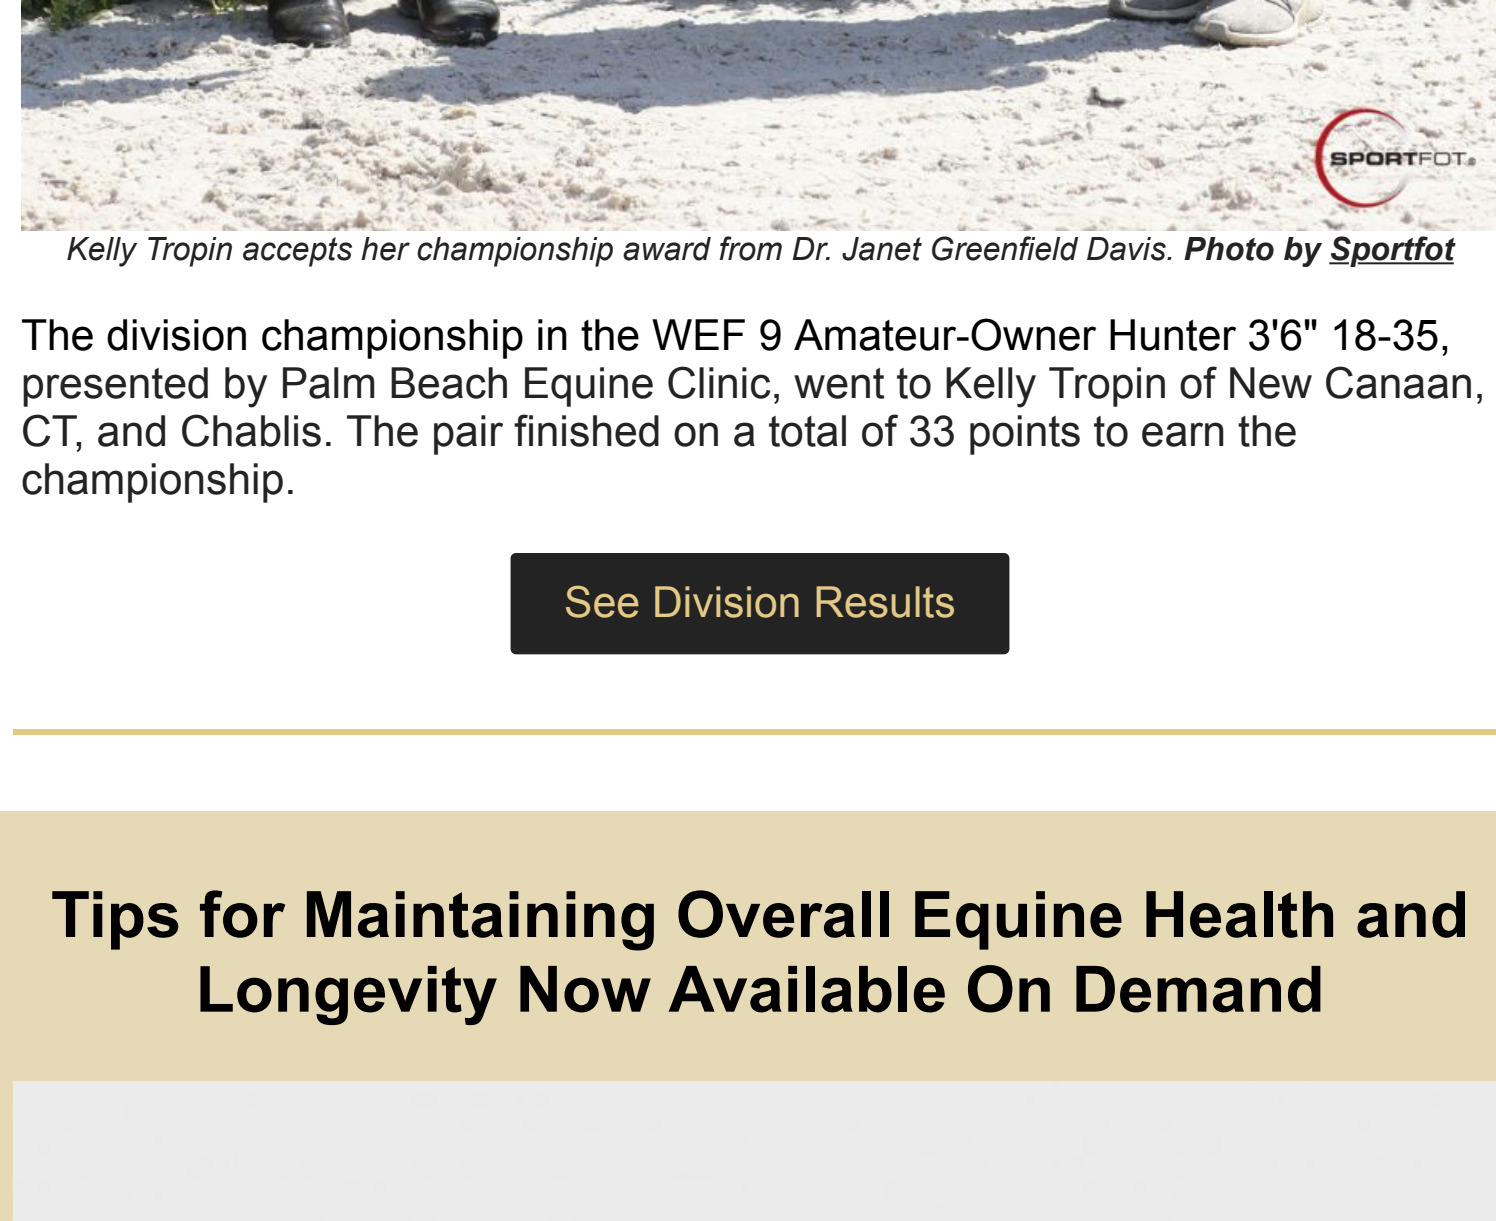 SPORTFOT®
Kelly Tropin accepts her championship award from Dr. Janet Greenfield Davis. Photo by Sportfot
The division championship in the WEF 9 Amateur-Owner Hunter 3'6" 18-35,
presented by Palm Beach Equine Clinic, went to Kelly Tropin of New Canaan,
CT, and Chablis. The pair finished on a total of 33 points to earn the
championship.
See Division Results
Tips for Maintaining Overall Equine Health and
Longevity Now Available On Demand